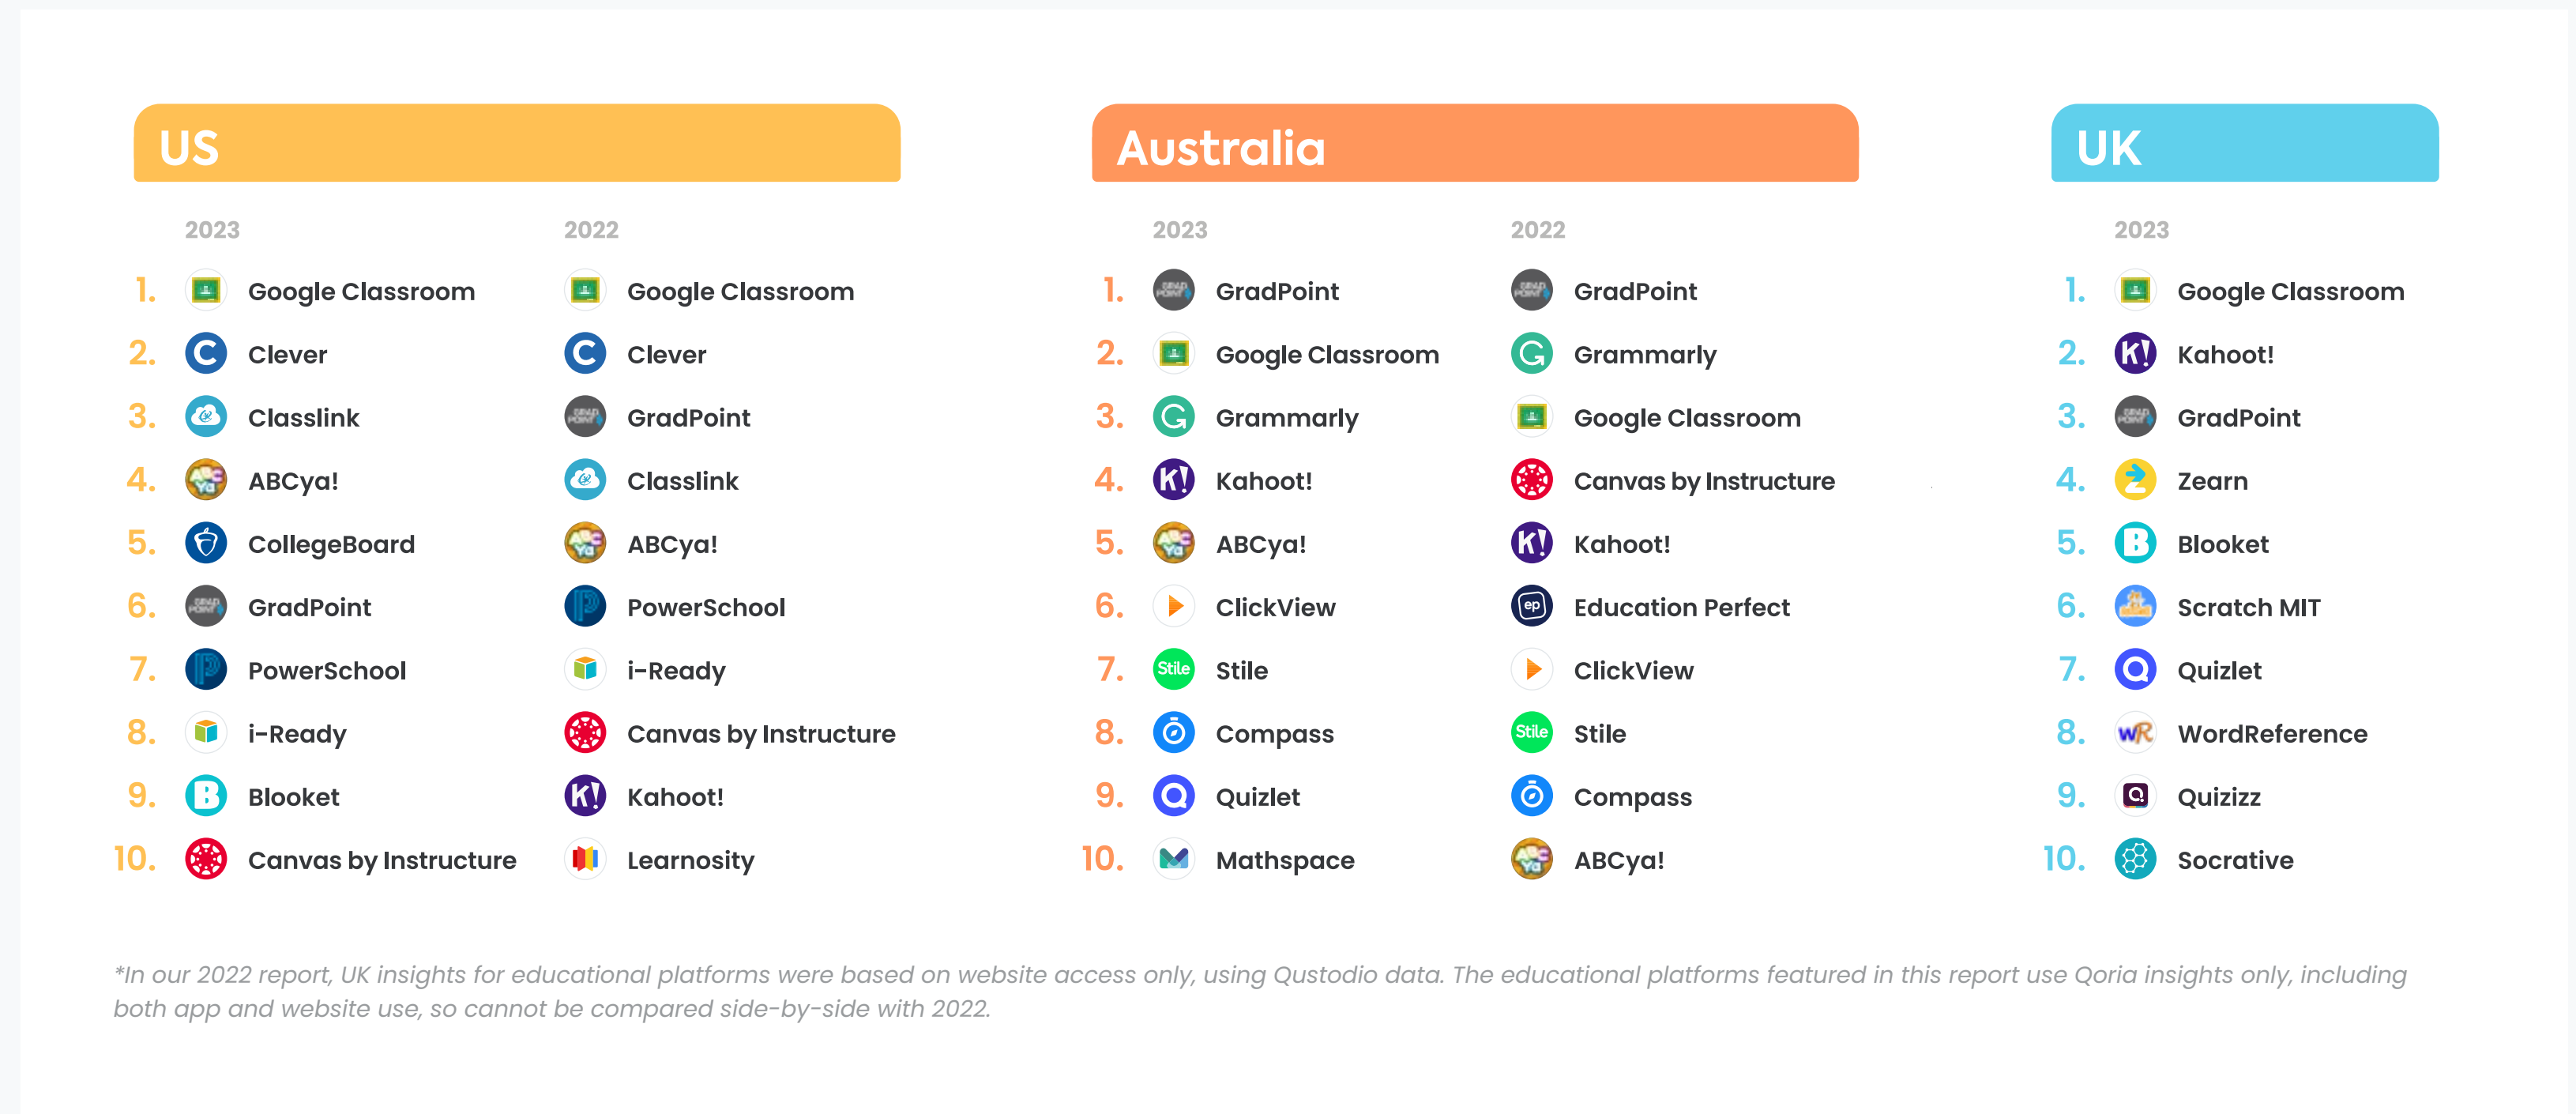 US
2023 2022
1. Google Classroom Google Classroom
2. Clever Clever
3. Classlink GradPoint
4. ABCya! Classlink
5. CollegeBoard ABCya!
6. GradPoint PowerSchool
7. PowerSchool i-Ready
8. i-Ready Canvas by Instructure
9. Blooket Kahoot!
10. Canvas by Instructure Learnosity
Australia
2023 2022
1. GradPoint GradPoint
2. Google Classroom Grammarly
3. Grammarly Google Classroom
4. Kahoot! Canvas by Instructure
5. ABCya! Kahoot!
6. ClickView Education Perfect
7. Stile ClickView
8. Compass Stile
9. Quizlet Compass
10. Mathspace ABCya!
UK
2023
1. Google Classroom
2. Kahoot!
3. GradPoint
4. Zearn
5. Blooket
6. Scratch MIT
7. Quizlet
8. WordReference
9. Quizizz
10. Socrative
*In our 2022 report, UK insights for educational platforms were based on website access only, using Qustodio data. The educational platforms featured in this report use Qoria insights only, including
both app and website use, so cannot be compared side-by-side with 2022.